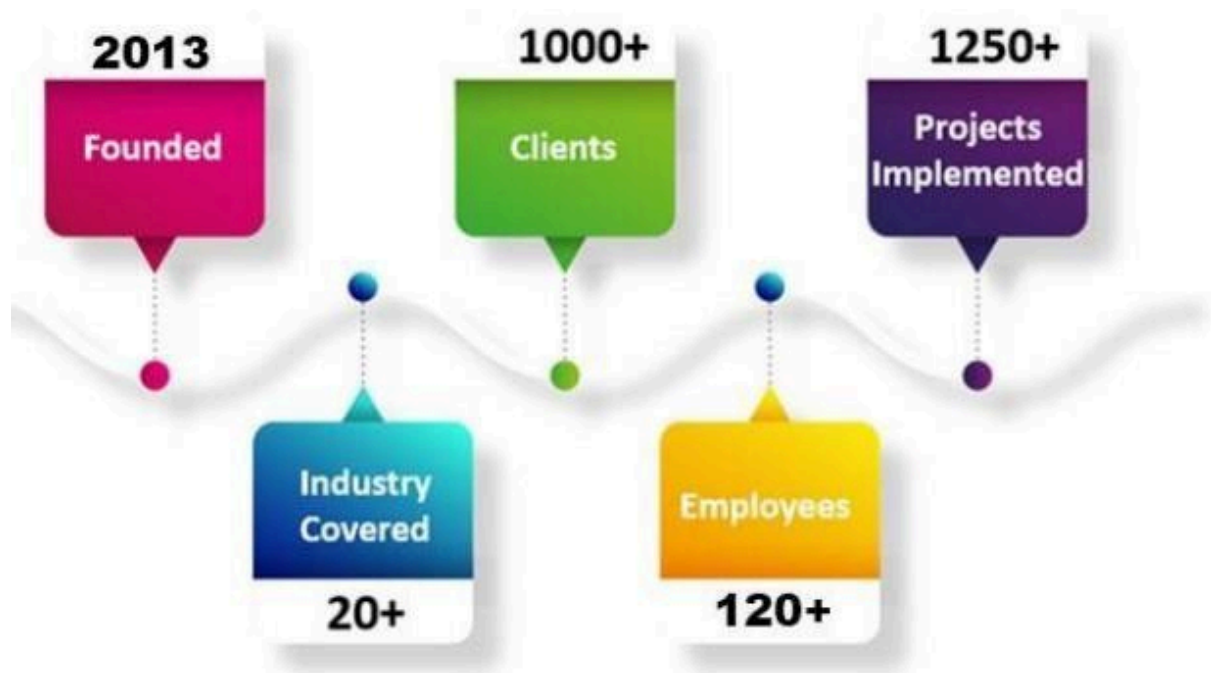 2013
Founded
1000+
Clients
1250+
Projects
Implemented
Industry
Covered
20+
Employees
120+